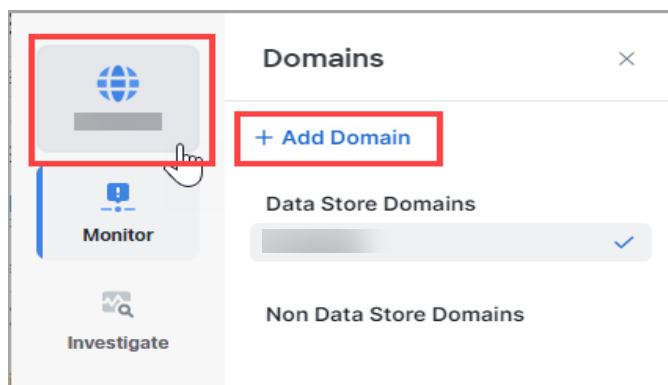 Domains
+ Add Domain
Data Store Domains
Monitor
Non Data Store Domains
Investigate